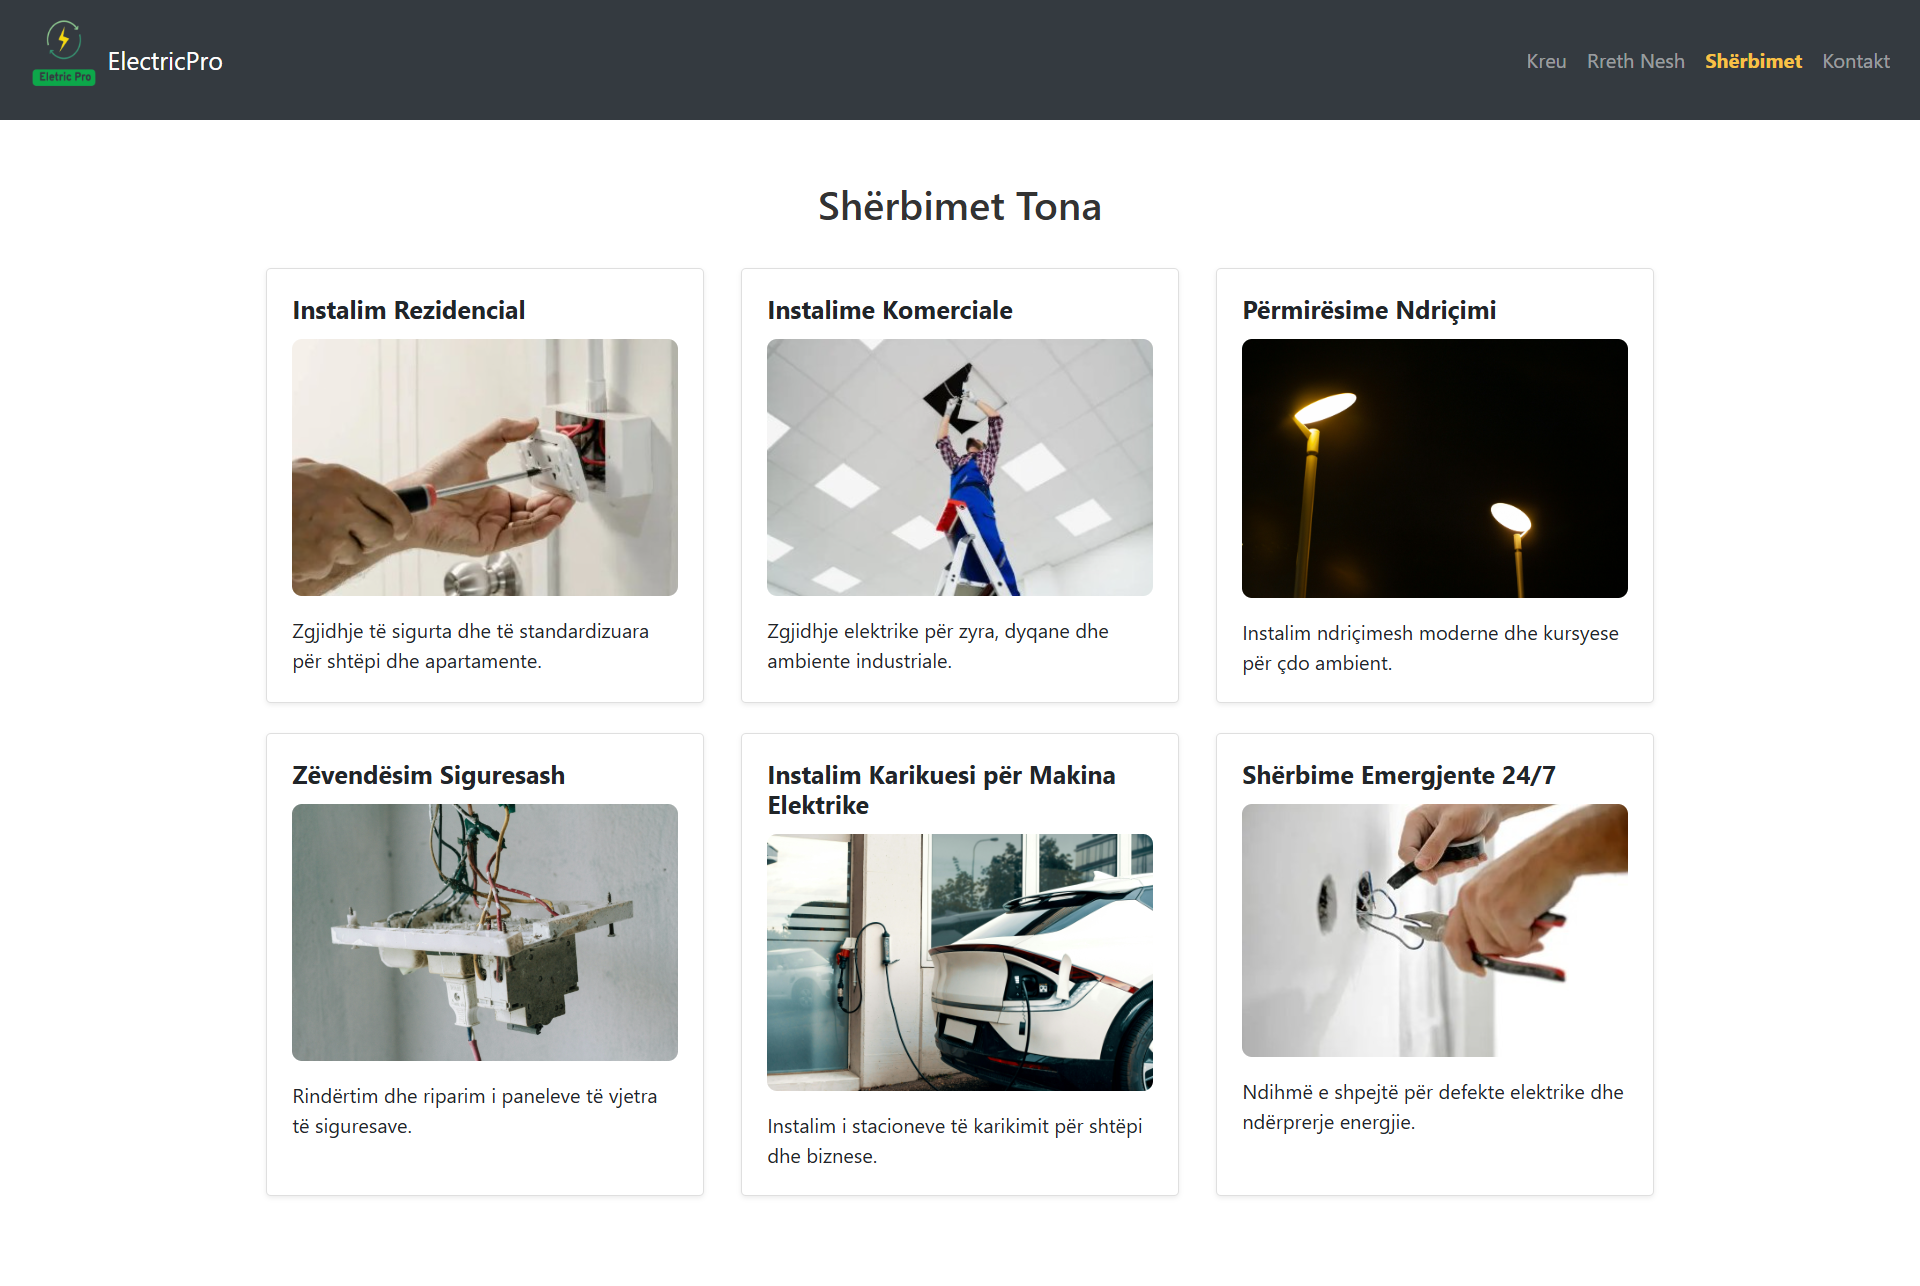 Eletric Pro
ElectricPro
Kreu
Rreth Nesh
Shërbimet
Kontakt
Shërbimet Tona
Instalim Rezidencial
Zgjidhje të sigurta dhe të standardizuara
për shtëpi dhe apartamente.
Instalime Komerciale
Zgjidhje elektrike për zyra, dyqane dhe
ambiente industriale.
Përmirësime Ndriçimi
Instalim ndriçimesh moderne dhe kursyese
për çdo ambient.
Zëvendësim Siguresash
Rindërtim dhe riparim i paneleve të vjetra
të siguresave.
Instalim Karikuesi për Makina
Elektrike
Instalim i stacioneve të karikimit për shtëpi
dhe biznese.
Shërbime Emergjente 24/7
Ndihmë e shpejtë për defekte elektrike dhe
ndërprerje energjie.